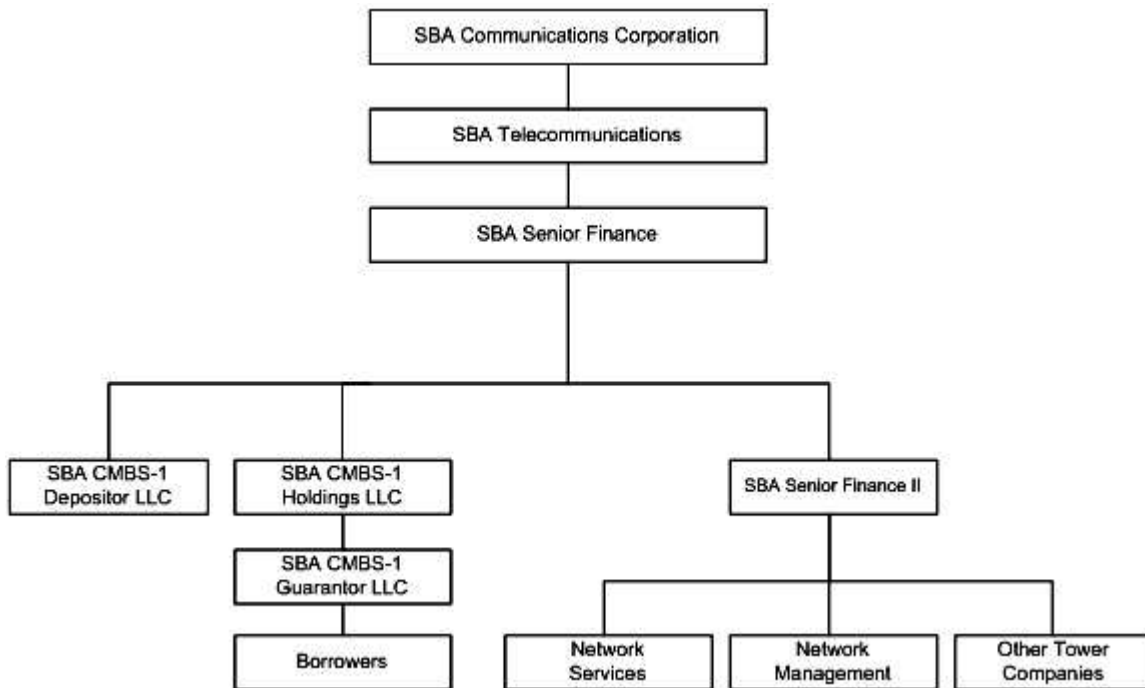 SBA Communications Corporation
SBA Telecommunications
SBA Senior Finance
SBA CMBS-1
Depositor LLC
SBA CMBS-1
Holdings LLC
SBA Senior Finance II
SBA CMBS-1
Guarantor LLC
Borrowers
Network
Services
Network
Management
Other Tower
Companies